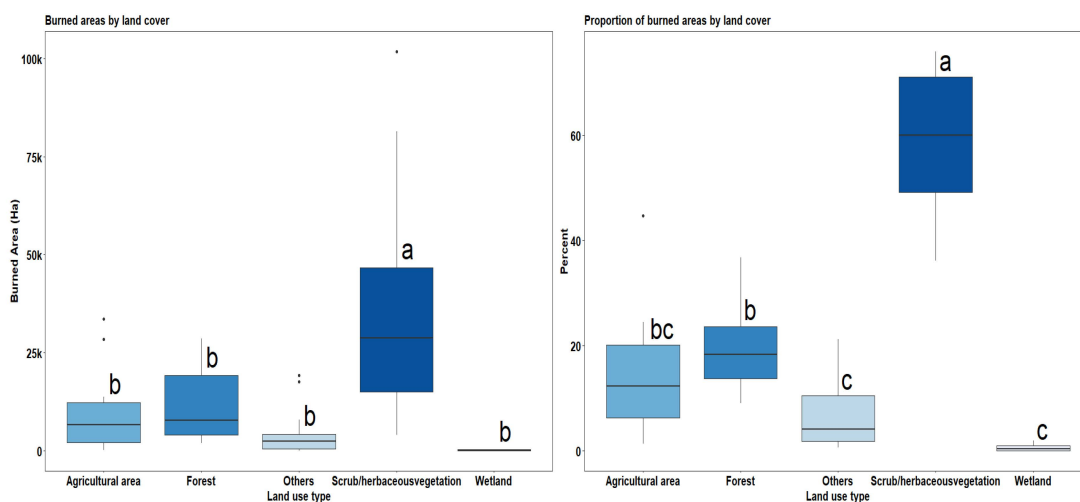 Burned areas by land cover
100k
75k
50k
25k
0
Burned Area (Ha)
b
b
b
a
b
Agricultural area
Forest
Others
Scrub/herbaceousvegetation
Wetland
Land use type
Proportion of burned areas by land cover
60
40
20
0
Percent
bc
b
c
a
c
Agricultural area
Forest
Others
Scrub/herbaceousvegetation
Wetland
Land use type